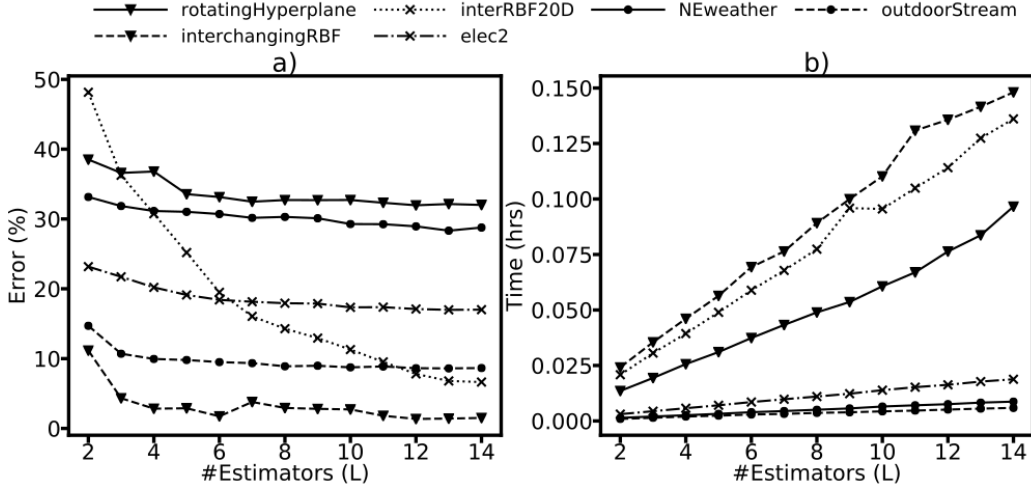 rotatingHyperplane interRBF20D NEweather outdoorStream
interchangingRBF elec2
a) b)
50
40
30
20
10
0
Error (%)
2 4 6 8 10 12 14
#Estimators (L)
0.150
0.125
0.100
0.075
0.050
0.025
0.000
Time (hrs)
2 4 6 8 10 12 14
#Estimators (L)